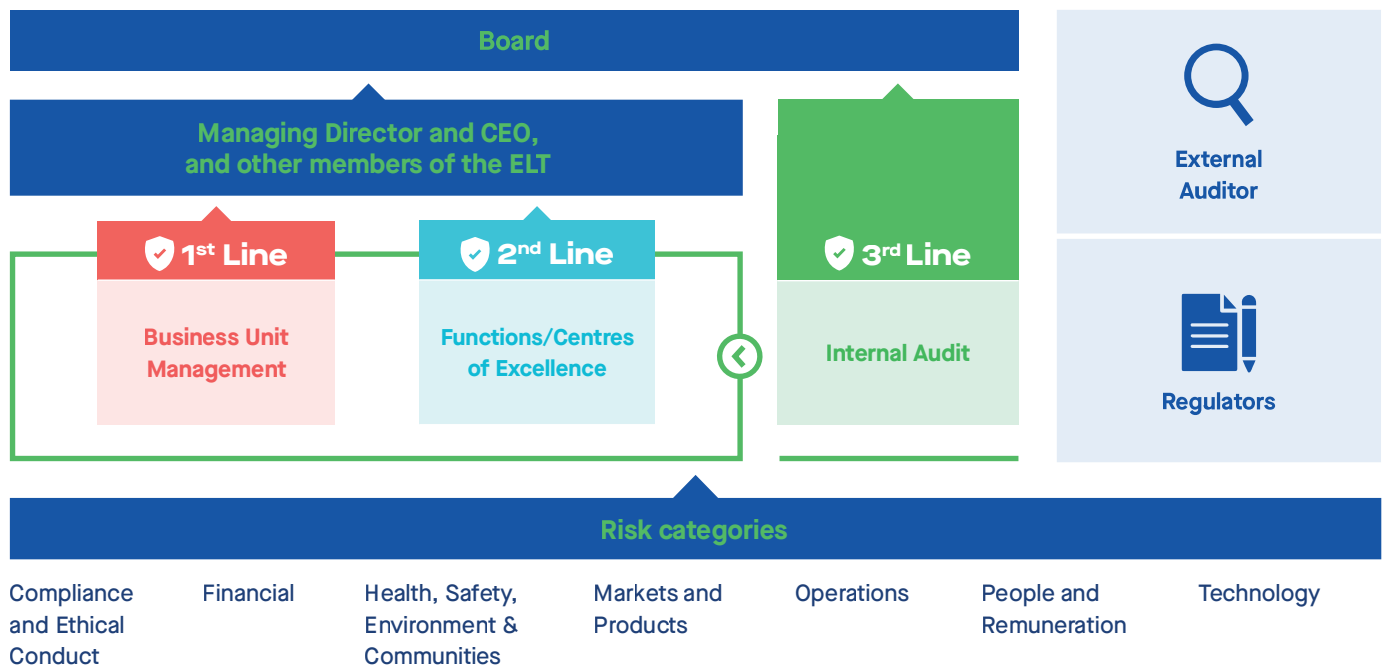 Board
Managing Director and CEO,
and other members of the ELT
1st Line
Business Unit
Management
2nd Line
Functions/Centres
of Excellence
3rd Line
Internal Audit
External
Auditor
Regulators
Risk categories
Compliance
and Ethical
Conduct
Financial
Health, Safety,
Environment &
Communities
Markets and
Products
Operations
People and
Remuneration
Technology